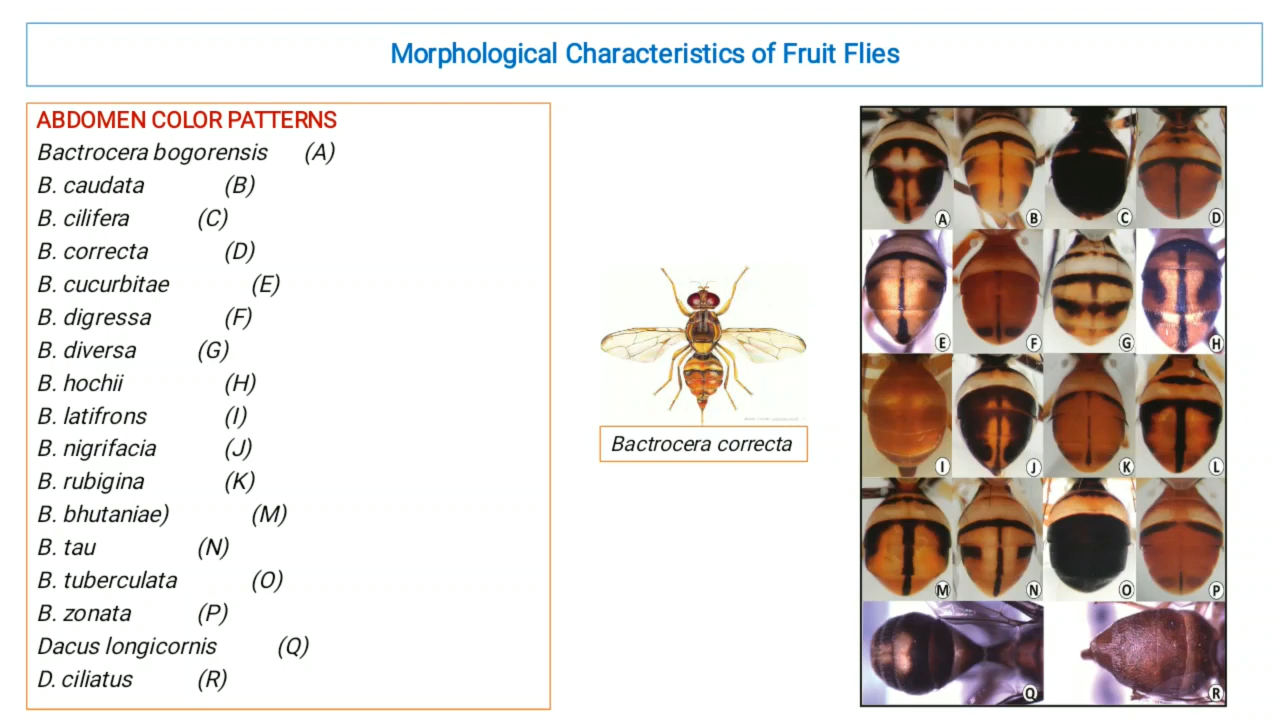 Morphological Characteristics of Fruit Flies
ABDOMEN COLOR PATTERNS
Bactrocera bogorensis (A)
B. caudata (B)
B. cilifera (C)
B. correcta (D)
B. cucurbitae (E)
B. digressa (F)
B. diversa (G)
B. hochii (H)
B. latifrons (I)
B. nigrifacia (J)
B. rubigina (K)
B. bhutaniae) (M)
B. tau (N)
B. tuberculata (O)
B. zonata (P)
Dacus longicornis (Q)
D. ciliatus (R)
Bactrocera correcta
A B C D
E F G H
I J K L
M N O P
Q R